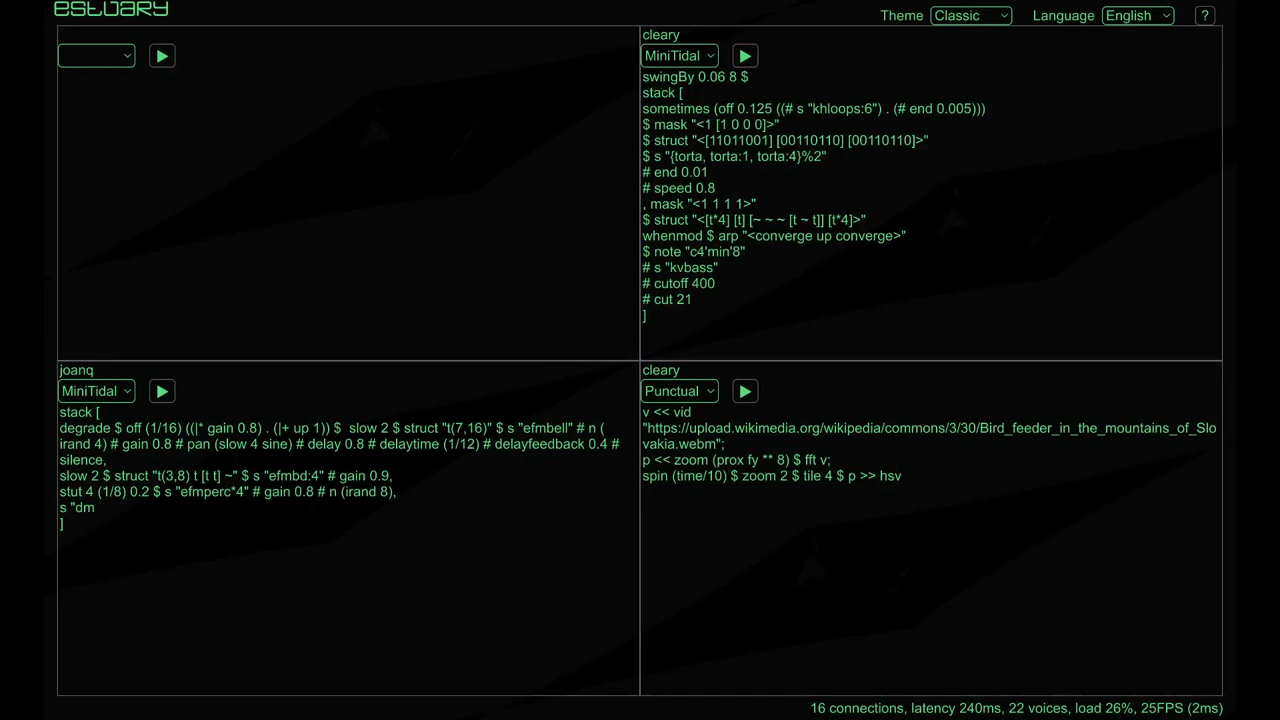 estuary
Theme Classic Language English ?
cleary
MiniTidal
swingBy 0.06 8 $
stack [
sometimes (off 0.125 ((# s "khloops:6") . (# end 0.005)))
$ mask "<1 [1 0 0 0]>"
$ struct "<[11011001] [00110110] [00110110]>"
$ s "{torta, torta:1, torta:4}%2"
# end 0.01
# speed 0.8
, mask "<1 1 1 1>"
$ struct "<[t*4] [t] [~ ~ ~ [t ~ t]] [t*4]>"
whenmod $ arp "<converge up converge>"
$ note "c4'min'8"
# s "kvbass"
# cutoff 400
# cut 21
]
joanq
MiniTidal
stack [
degrade $ off (1/16) ((|* gain 0.8) . (|+ up 1)) $  slow 2 $ struct "t(7,16)" $ s "efmbell" # n (
irand 4) # gain 0.8 # pan (slow 4 sine) # delay 0.8 # delaytime (1/12) # delayfeedback 0.4 #
silence,
slow 2 $ struct "t(3,8) t [t t] ~" $ s "efmbd:4" # gain 0.9,
stut 4 (1/8) 0.2 $ s "efmperc*4" # gain 0.8 # n (irand 8),
s "dm
]
cleary
Punctual
v << vid
"https://upload.wikimedia.org/wikipedia/commons/3/30/Bird_feeder_in_the_mountains_of_Slo
vakia.webm";
p << zoom (prox fy ** 8) $ fft v;
spin (time/10) $ zoom 2 $ tile 4 $ p >> hsv
16 connections, latency 240ms, 22 voices, load 26%, 25FPS (2ms)